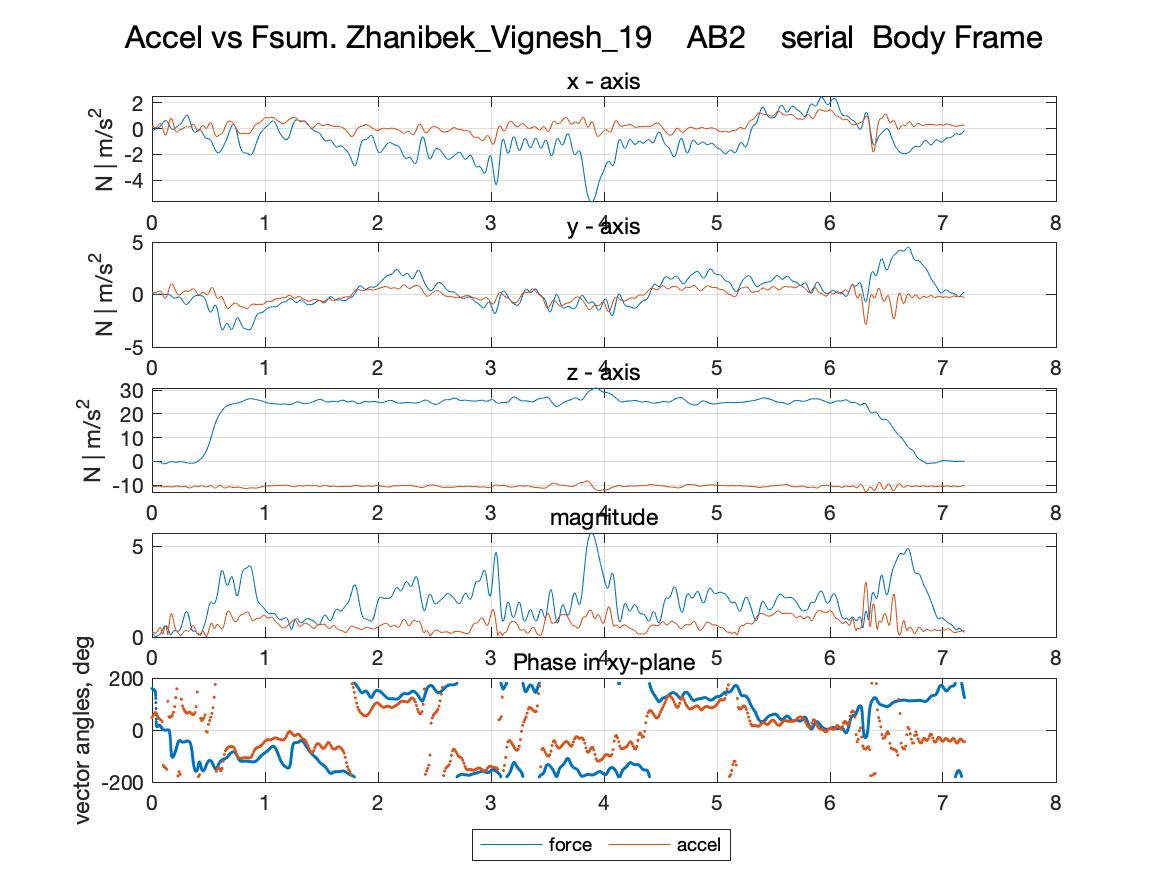 Accel vs Fsum. Zhanibek_Vignesh_19 AB2 serial Body Frame
x - axis
N | m/s2
2
0
-2
-4
0 1 2 3 4 5 6 7 8
y - axis
N | m/s2
5
0
-5
0 1 2 3 4 5 6 7 8
z - axis
N | m/s2
30
20
10
0
-10
0 1 2 3 4 5 6 7 8
magnitude
5
0
0 1 2 3 4 5 6 7 8
Phase in xy-plane
vector angles, deg
200
0
-200
0 1 2 3 4 5 6 7 8
force accel